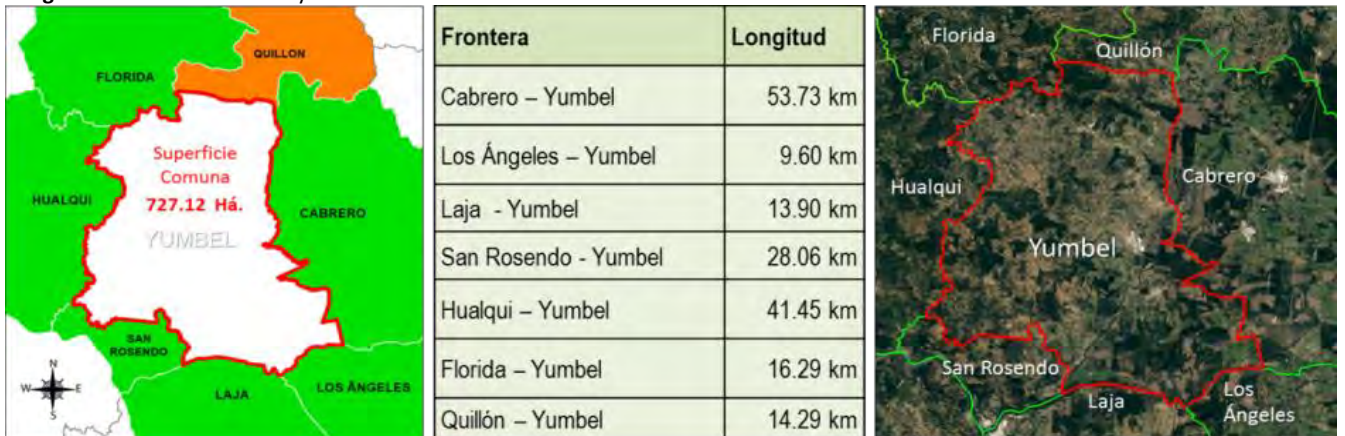 QUILLON
FLORIDA
Superficie
Comuna
727.12 Há.
YUMBEL
HUALQUI
CABRERO
SAN
ROSENDO
LAJA
LOS ÁNGELES
N
W
E
S
Frontera Longitud
Cabrero – Yumbel 53.73 km
Los Ángeles – Yumbel 9.60 km
Laja - Yumbel 13.90 km
San Rosendo - Yumbel 28.06 km
Hualqui – Yumbel 41.45 km
Florida – Yumbel 16.29 km
Quillón – Yumbel 14.29 km
Florida
Quillón
Hualqui
Cabrero
Yumbel
San Rosendo
Laja
Los
Ángeles